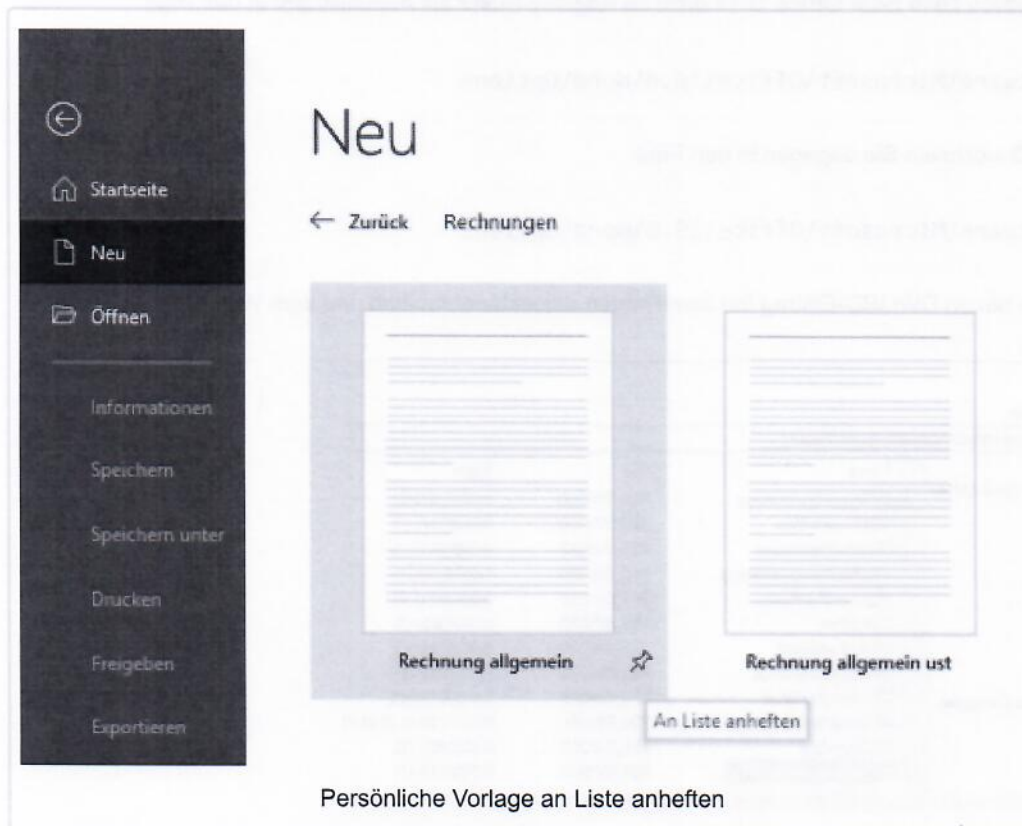 Neu
Startseite
← Zurück Rechnungen
Neu
Öffnen
Informationen
Speichern
Speichern unter
Drucken
Rechnung allgemein
Rechnung allgemein ust
Freigeben
An Liste anheften
Exportieren
Persönliche Vorlage an Liste anheften